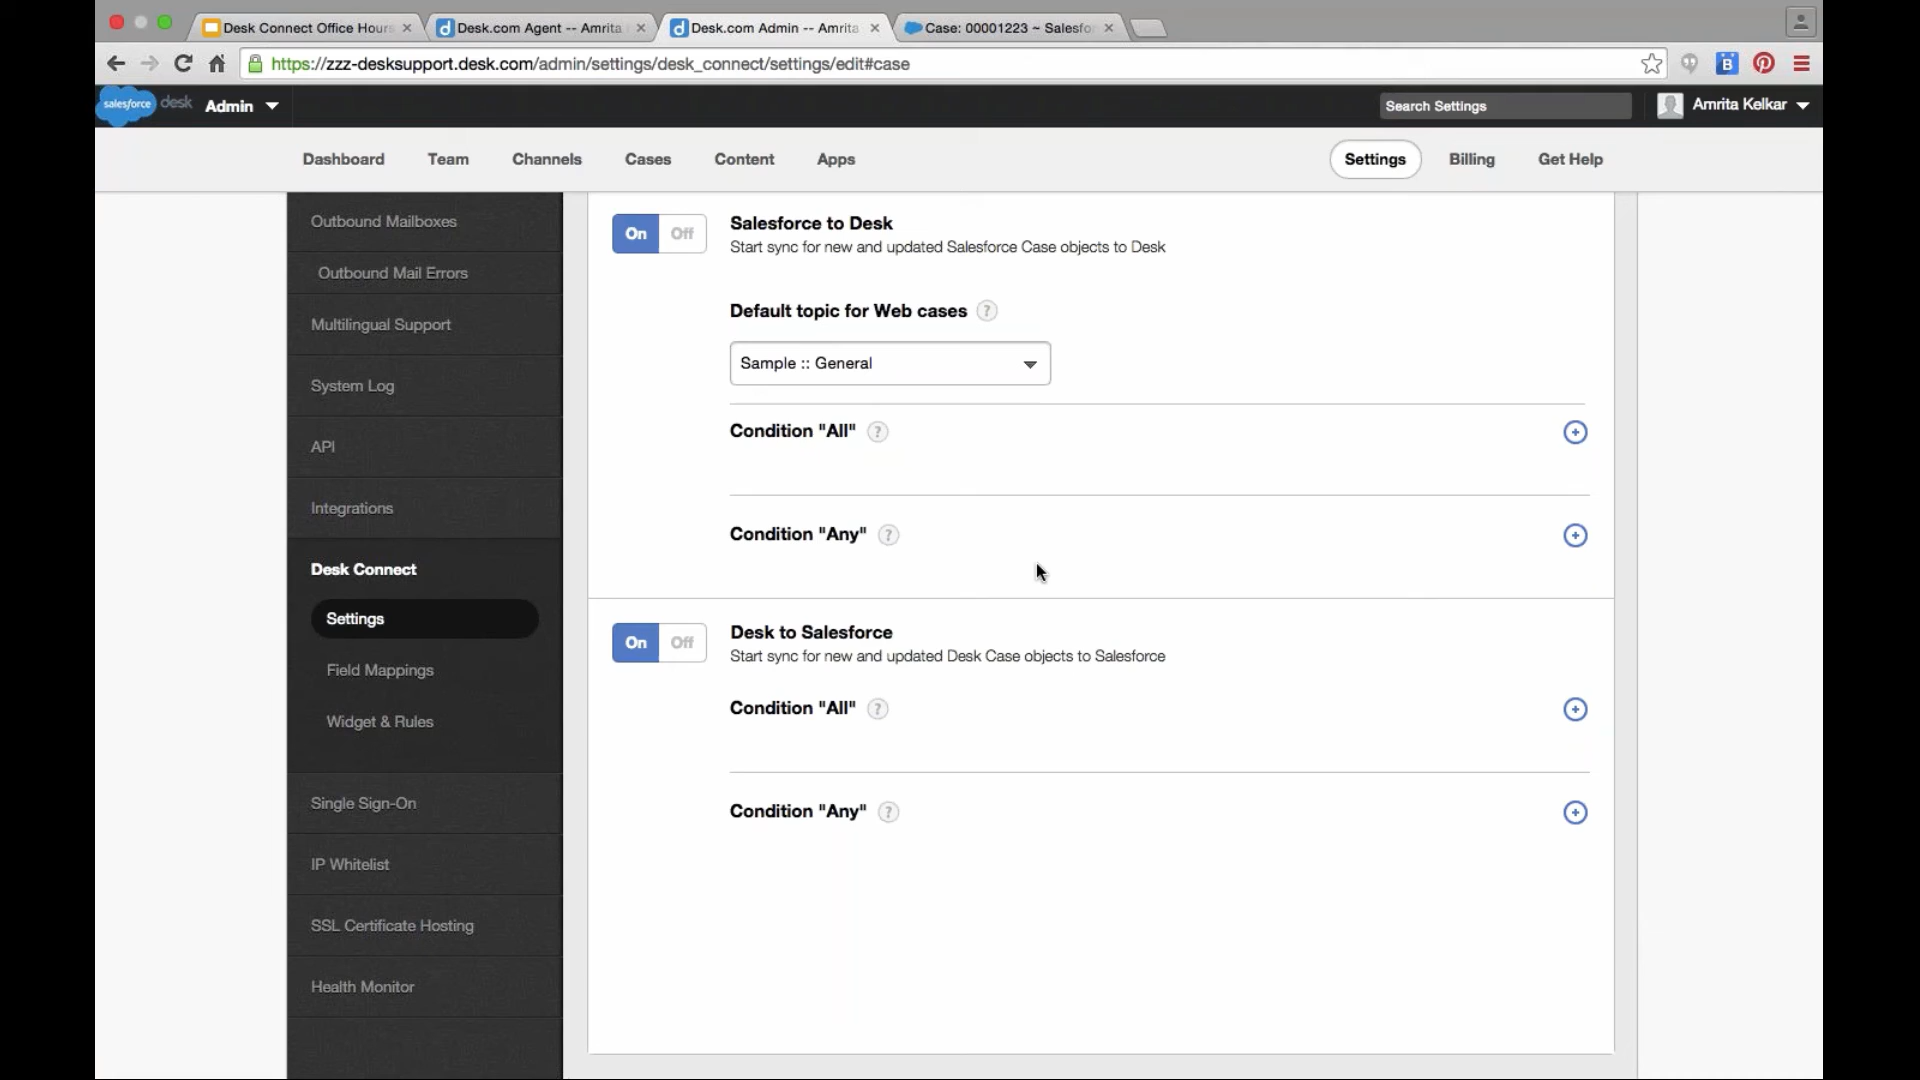 Desk Connect Office Hours
Desk.com Agent -- Amrita
Desk.com Admin -- Amrita
Case: 00001223 ~ Salesfo
https://zzz-desksupport.desk.com/admin/settings/desk_connect/settings/edit#case
B
salesforce desk
Admin
Search Settings
Amrita Kelkar
Dashboard
Team
Channels
Cases
Content
Apps
Settings
Billing
Get Help
Outbound Mailboxes
Outbound Mail Errors
Multilingual Support
System Log
API
Integrations
Desk Connect
Settings
Field Mappings
Widget & Rules
Single Sign-On
IP Whitelist
SSL Certificate Hosting
Health Monitor
On Off
Salesforce to Desk
Start sync for new and updated Salesforce Case objects to Desk
Default topic for Web cases ?
Sample :: General
Condition "All" ?
Condition "Any" ?
On Off
Desk to Salesforce
Start sync for new and updated Desk Case objects to Salesforce
Condition "All" ?
Condition "Any" ?